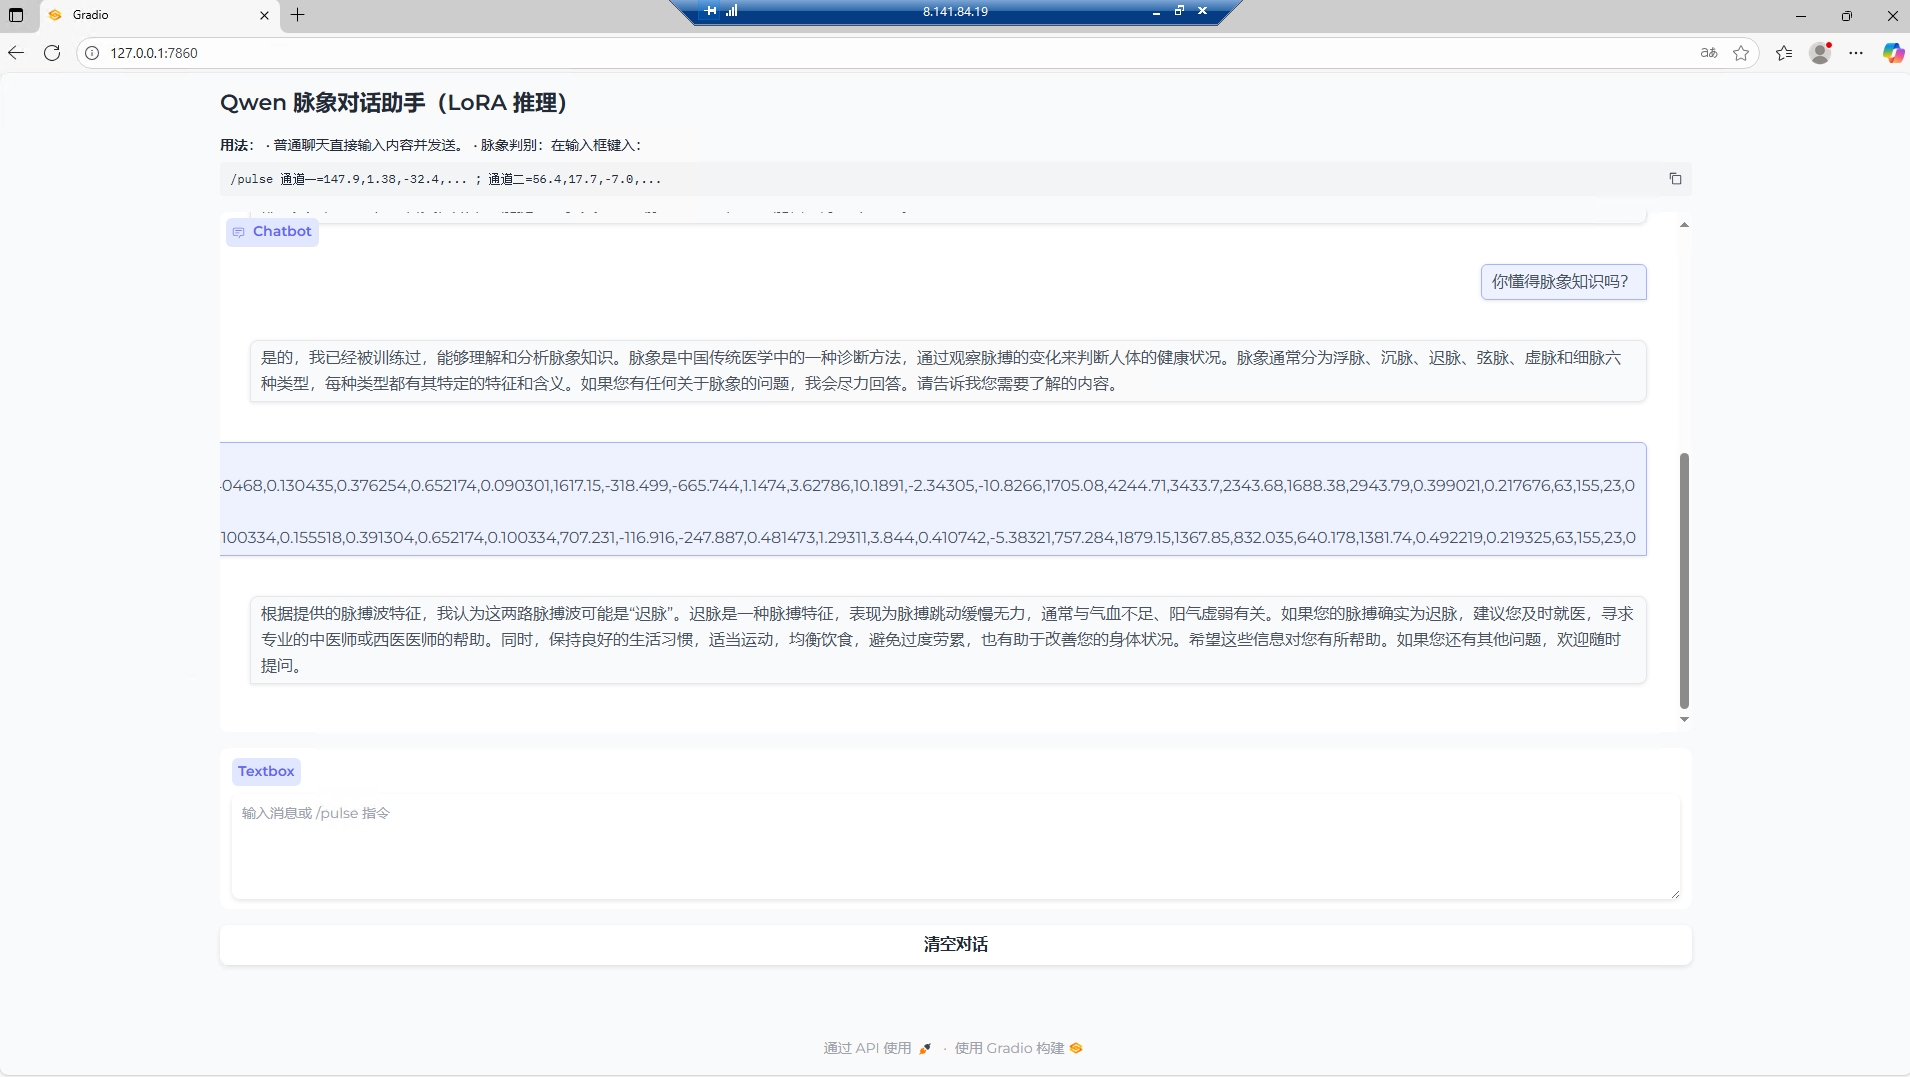 Gradio
8.141.84.19
127.0.0.1:7860
Qwen 脉象对话助手（LoRA 推理）
用法： · 普通聊天直接输入内容并发送。 · 脉象判别：在输入框键入：
/pulse 通道一=147.9,1.38,-32.4,... ; 通道二=56.4,17.7,-7.0,...
Chatbot
你懂得脉象知识吗？
是的，我已经被训练过，能够理解和分析脉象知识。脉象是中国传统医学中的一种诊断方法，通过观察脉搏的变化来判断人体的健康状况。脉象通常分为浮脉、沉脉、迟脉、弦脉、虚脉和细脉六
种类型，每种类型都有其特定的特征和含义。如果您有任何关于脉象的问题，我会尽力回答。请告诉我您需要了解的内容。
0468,0.130435,0.376254,0.652174,0.090301,1617.15,-318.499,-665.744,1.1474,3.62786,10.1891,-2.34305,-10.8266,1705.08,4244.71,3433.7,2343.68,1688.38,2943.79,0.399021,0.217676,63,155,23,0
100334,0.155518,0.391304,0.652174,0.100334,707.231,-116.916,-247.887,0.481473,1.29311,3.844,0.410742,-5.38321,757.284,1879.15,1367.85,832.035,640.178,1381.74,0.492219,0.219325,63,155,23,0
根据提供的脉搏波特征，我认为这两路脉搏波可能是“迟脉”。迟脉是一种脉搏特征，表现为脉搏跳动缓慢无力，通常与气血不足、阳气虚弱有关。如果您的脉搏确实为迟脉，建议您及时就医，寻求
专业的中医师或西医医师的帮助。同时，保持良好的生活习惯，适当运动，均衡饮食，避免过度劳累，也有助于改善您的身体状况。希望这些信息对您有所帮助。如果您还有其他问题，欢迎随时
提问。
Textbox
输入消息或 /pulse 指令
清空对话
通过 API 使用 · 使用 Gradio 构建